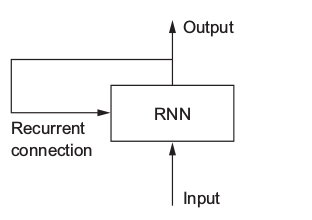 Output
RNN
Recurrent
connection
Input